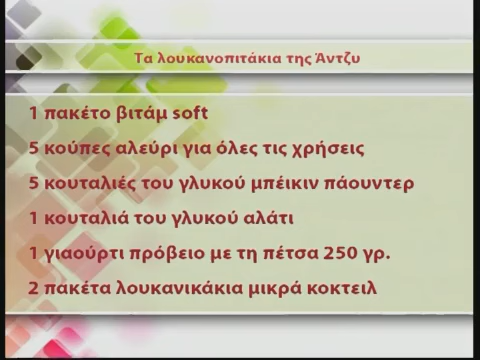 Τα λουκανοπιτάκια της Άντζυ
1 πακέτο βιτάμ soft
5 κούπες αλεύρι για όλες τις χρήσεις
5 κουταλιές του γλυκού μπέικιν πάουντερ
1 κουταλιά του γλυκού αλάτι
1 γιαούρτι πρόβειο με τη πέτσα 250 γρ.
2 πακέτα λουκανικάκια μικρά κοκτειλ